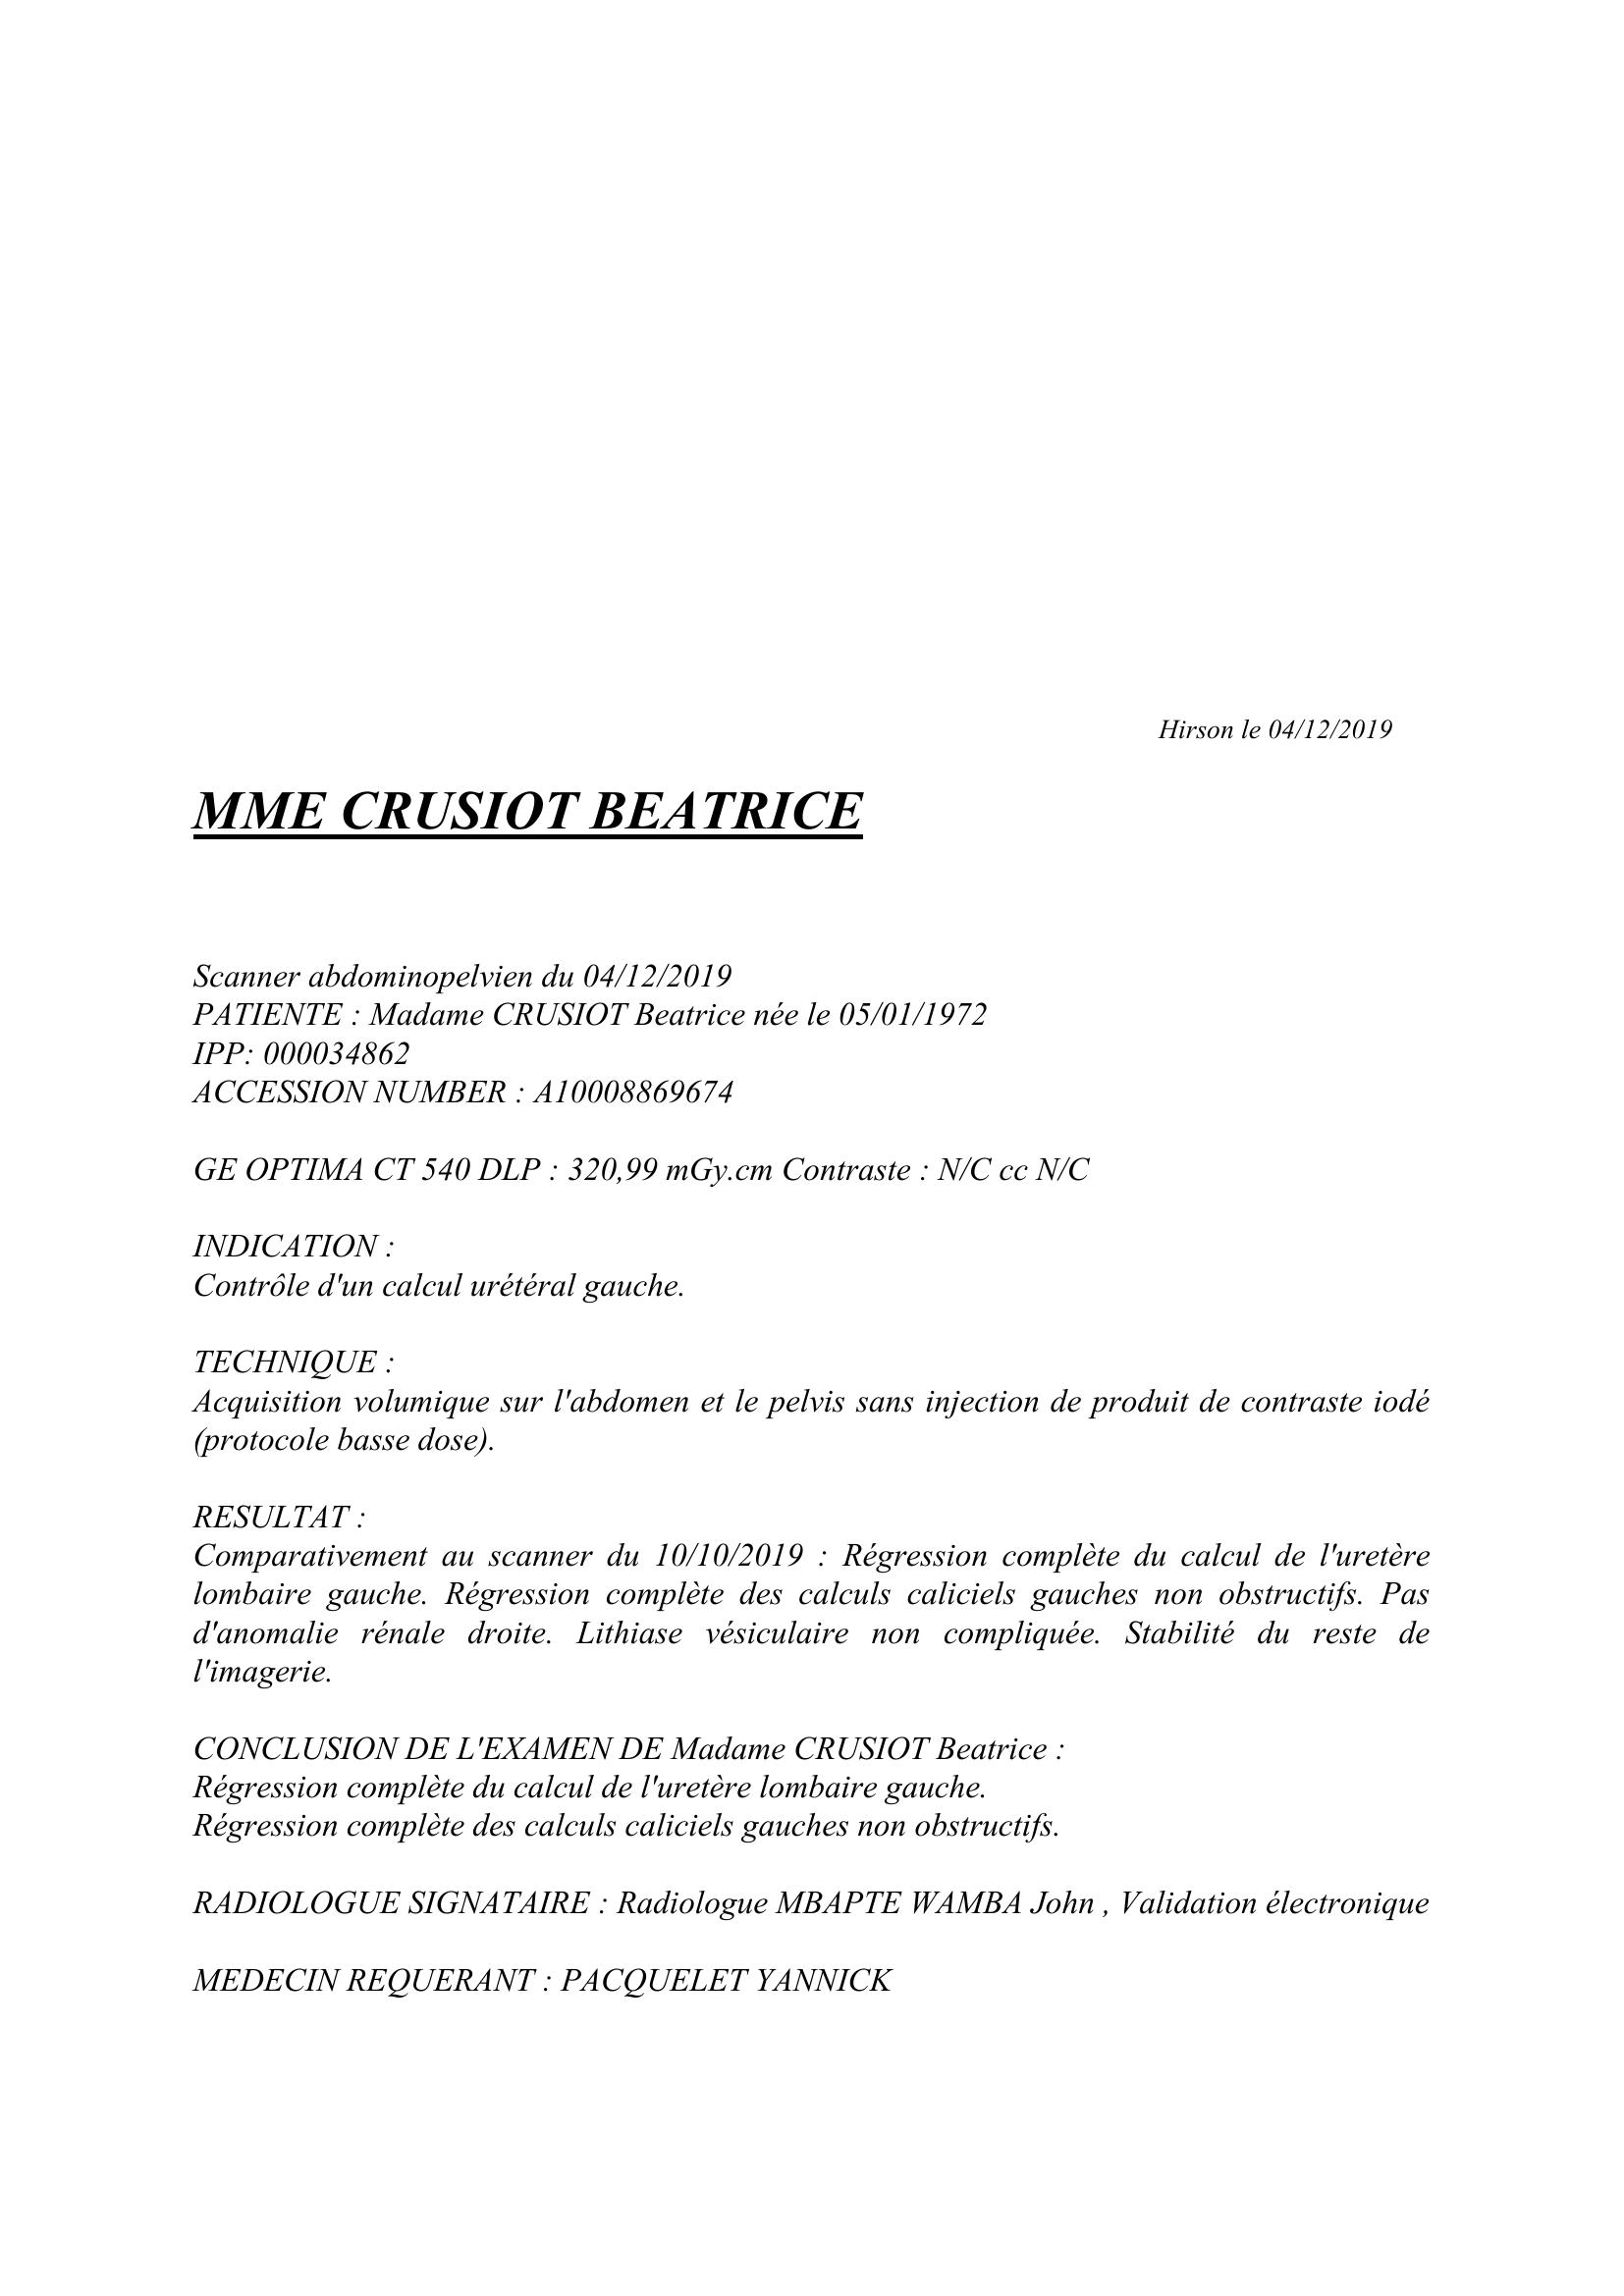 Hirson le 04/12/2019
MME CRUSIOT BEATRICE
Scanner abdominopelvien du 04/12/2019
PATIENTE : Madame CRUSIOT Beatrice née le 05/01/1972
IPP: 000034862
ACCESSION NUMBER : A10008869674
GE OPTIMA CT 540 DLP : 320,99 mGy.cm Contraste : N/C cc N/C
INDICATION :
Contrôle d'un calcul urétéral gauche.
TECHNIQUE :
Acquisition volumique sur l'abdomen et le pelvis sans injection de produit de contraste iodé
(protocole basse dose).
RESULTAT :
Comparativement au scanner du 10/10/2019 : Régression complète du calcul de l'uretère
lombaire gauche. Régression complète des calculs caliciels gauches non obstructifs. Pas
d'anomalie rénale droite. Lithiase vésiculaire non compliquée. Stabilité du reste de
l'imagerie.
CONCLUSION DE L'EXAMEN DE Madame CRUSIOT Beatrice :
Régression complète du calcul de l'uretère lombaire gauche.
Régression complète des calculs caliciels gauches non obstructifs.
RADIOLOGUE SIGNATAIRE : Radiologue MBAPTE WAMBA John , Validation électronique
MEDECIN REQUERANT : PACQUELET YANNICK